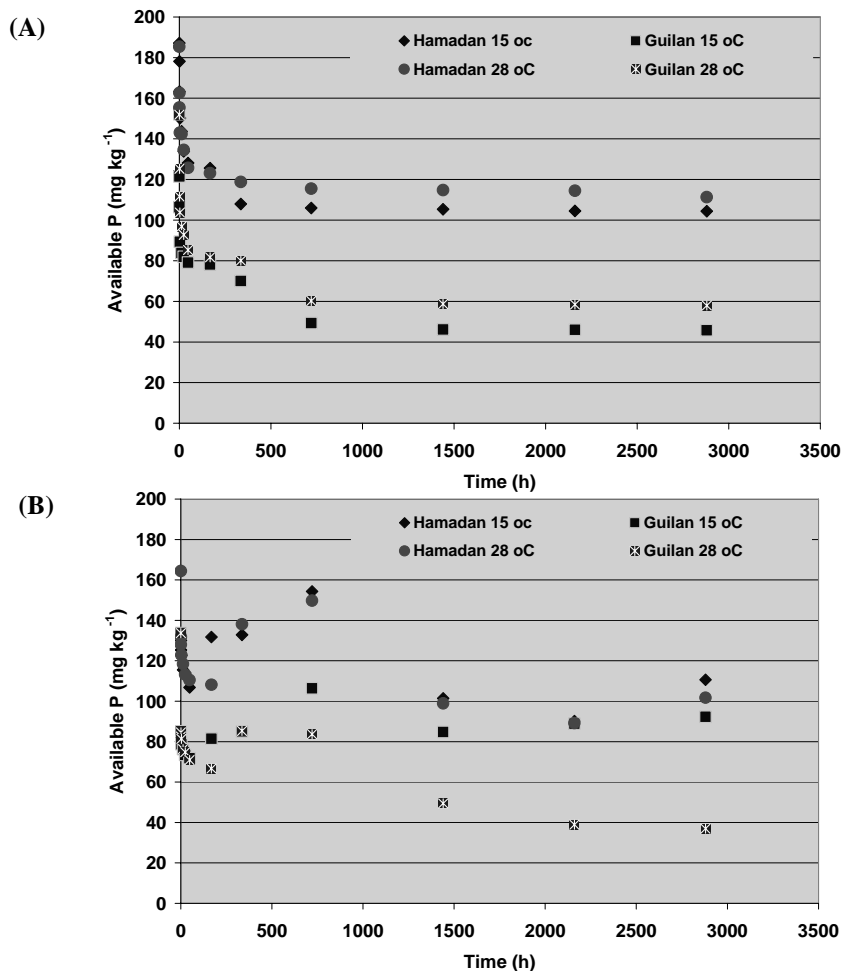 (A)
200
180
160
140
120
100
80
60
40
20
0
Available P (mg kg -1)
Hamadan 15 oc
Guilan 15 oC
Hamadan 28 oC
Guilan 28 oC
0 500 1000 1500 2000 2500 3000 3500
Time (h)
(B)
200
180
160
140
120
100
80
60
40
20
0
Available P (mg kg -1)
Hamadan 15 oc
Guilan 15 oC
Hamadan 28 oC
Guilan 28 oC
0 500 1000 1500 2000 2500 3000 3500
Time (h)